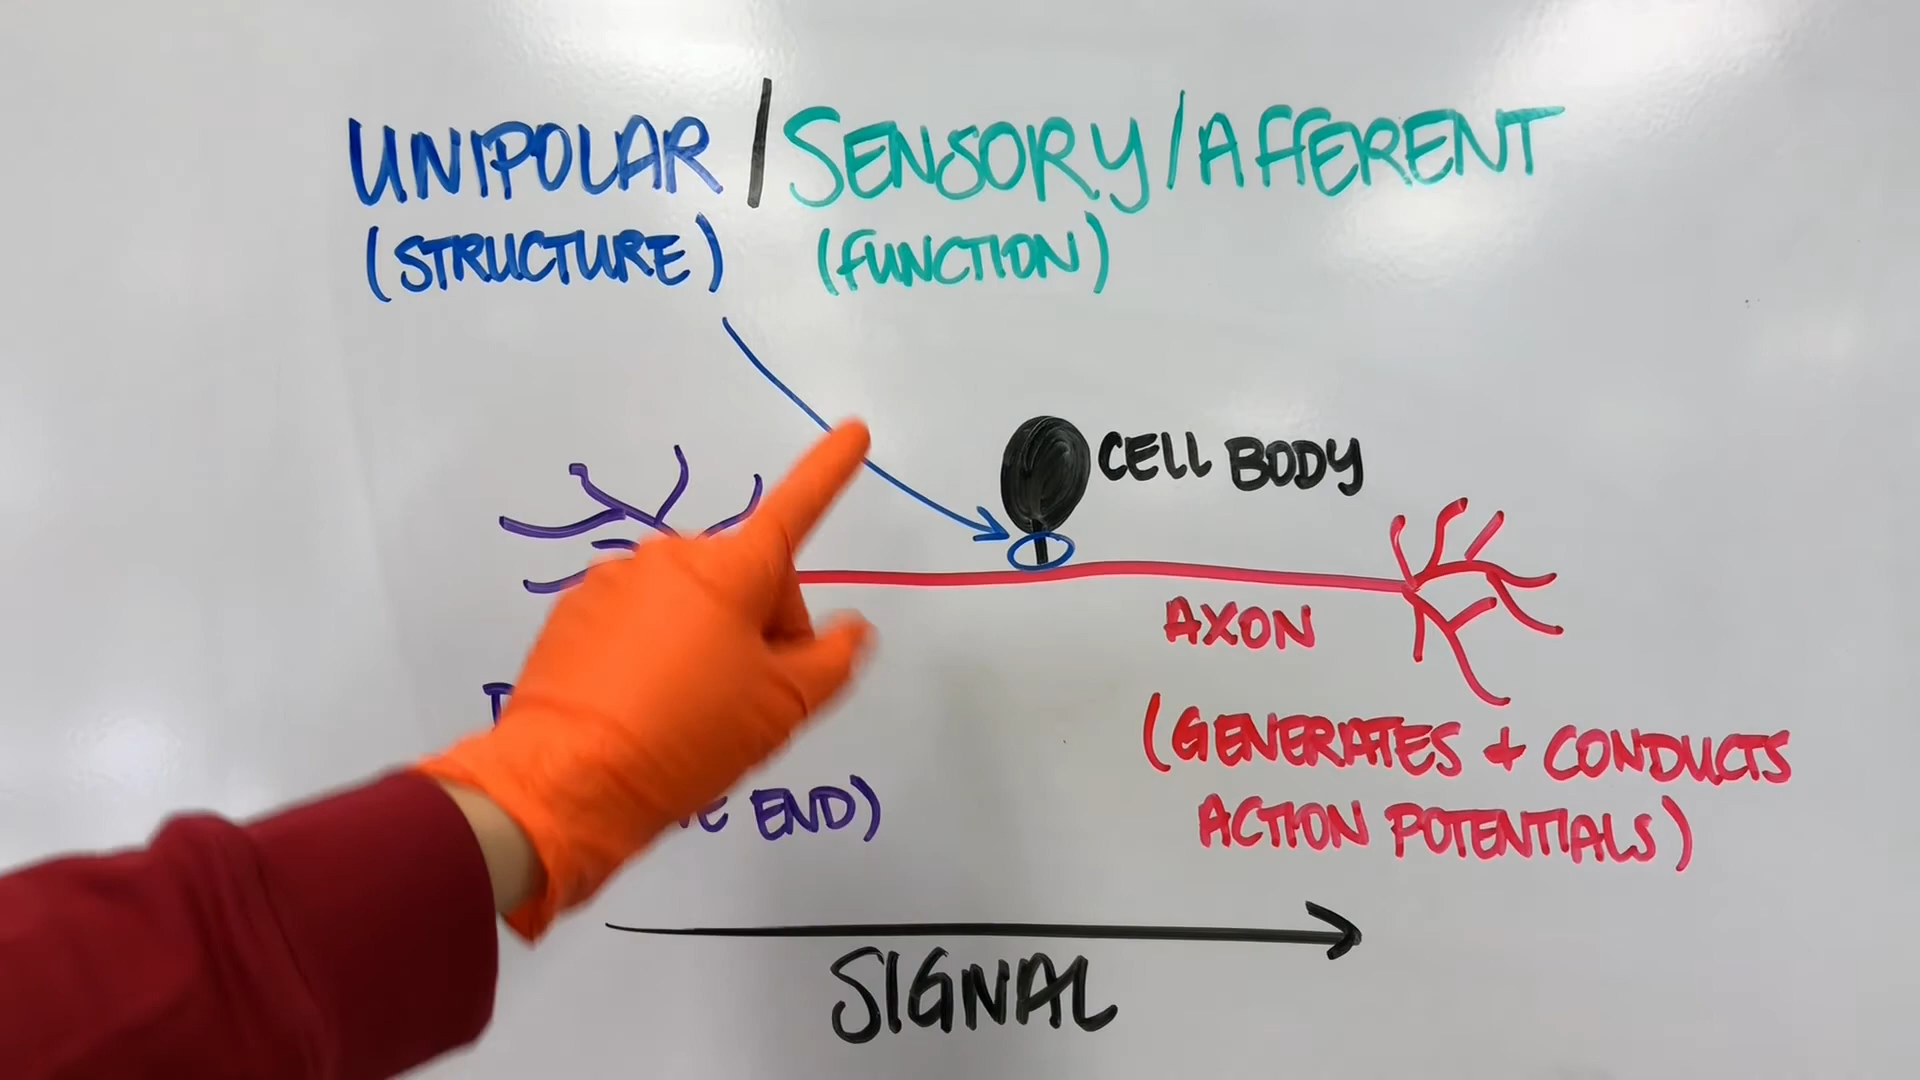 UNIPOLAR / SENSORY / AFFERENT
(STRUCTURE) (FUNCTION)
CELL BODY
AXON
(GENERATES + CONDUCTS
ACTION POTENTIALS)
END)
SIGNAL